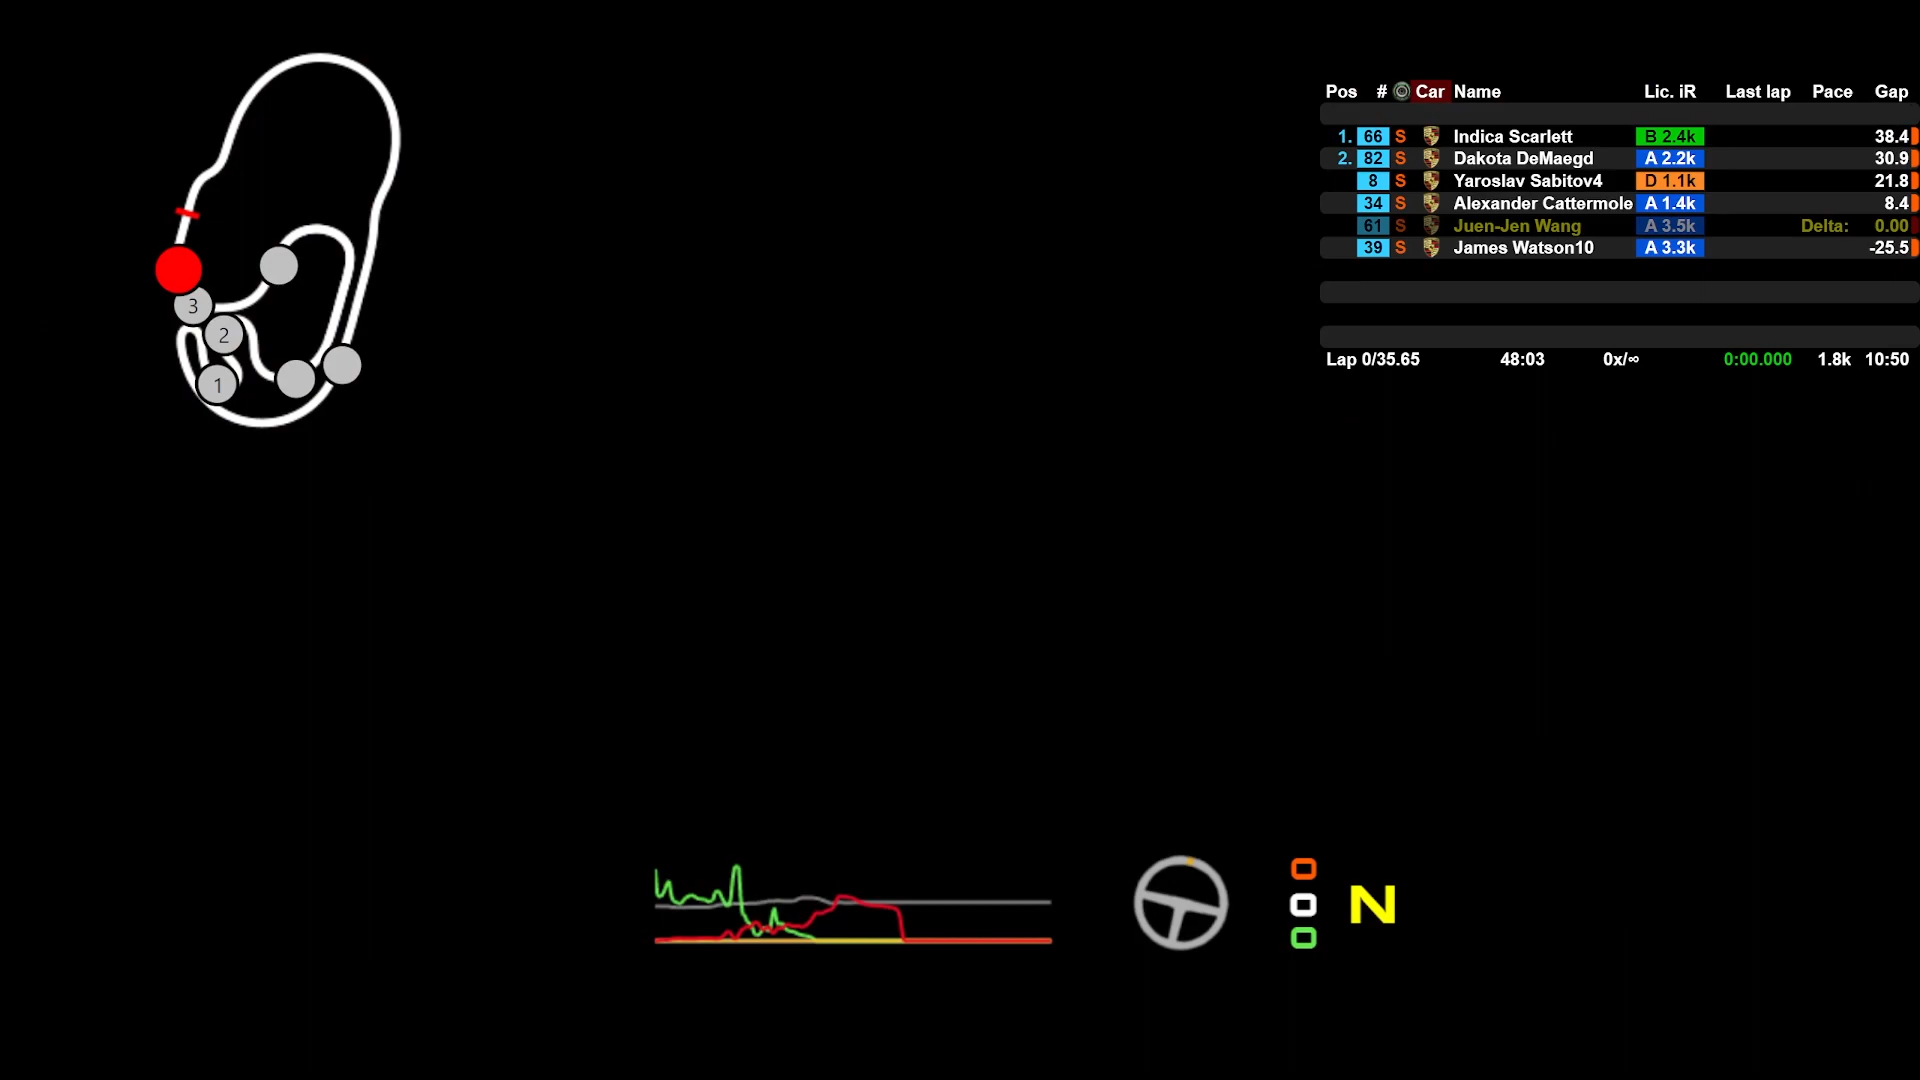 Pos # Car Name Lic. iR Last lap Pace Gap
1. 66 S Indica Scarlett B 2.4k 38.4
2. 82 S Dakota DeMaegd A 2.2k 30.9
8 S Yaroslav Sabitov4 D 1.1k 21.8
34 S Alexander Cattermole A 1.4k 8.4
61 S Juen-Jen Wang A 3.5k Delta: 0.00
39 S James Watson10 A 3.3k -25.5
Lap 0/35.65 48:03 0x/∞ 0:00.000 1.8k 10:50
3
2
1
0
0
N
0